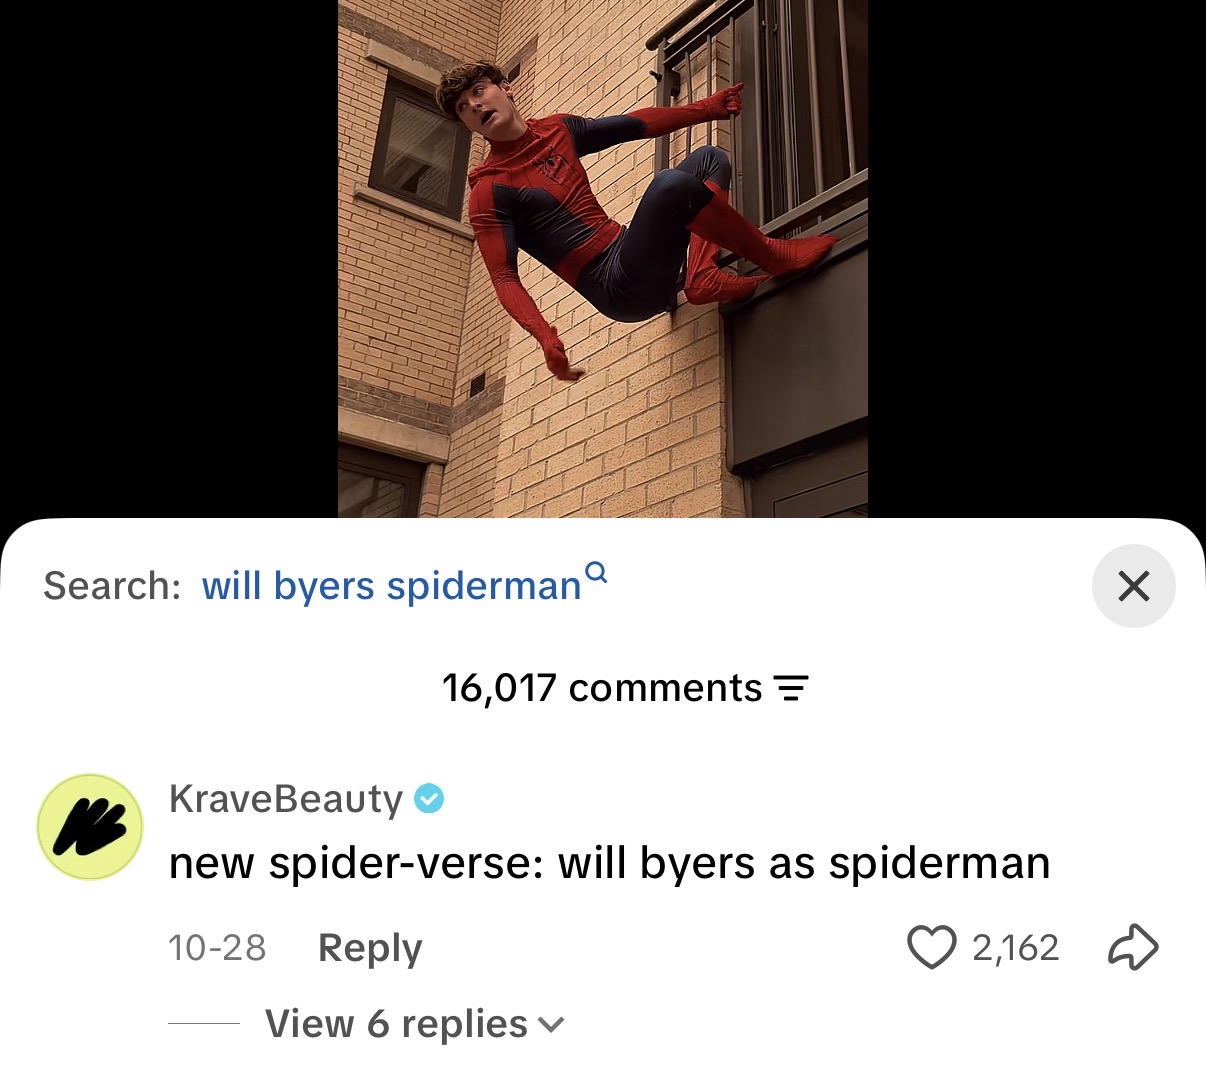 Search: will byers spiderman
16,017 comments
KraveBeauty
new spider-verse: will byers as spiderman
10-28 Reply 2,162
View 6 replies